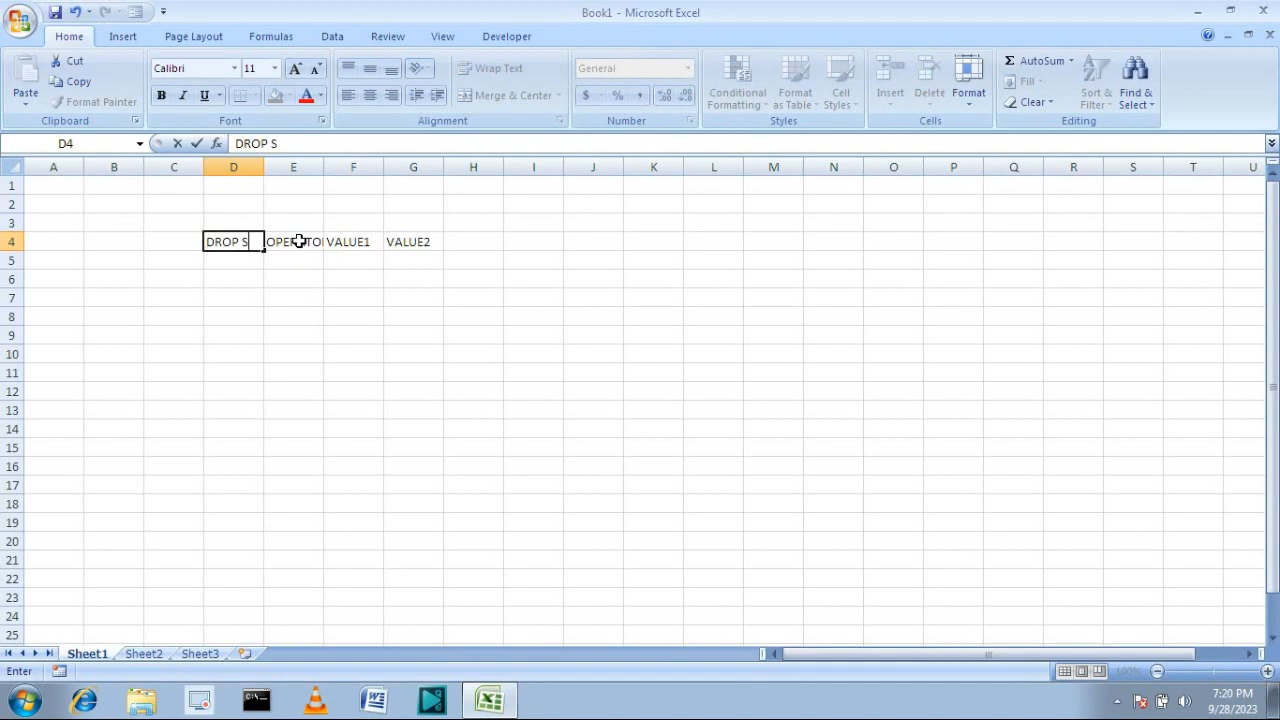 Book1 - Microsoft Excel
Home Insert Page Layout Formulas Data Review View Developer
Cut Calibri 11 Wrap Text General AutoSum
Copy Fill
Paste Format Painter B I U Merge & Center $ % , Conditional Formatting Format as Table Cell Styles Insert Delete Format Clear Sort & Filter Find & Select
Clipboard Font Alignment Number Styles Cells Editing
D4 fx DROP S
A B C D E F G H I J K L M N O P Q R S T U
1
2
3
4 DROP S VALUE1 VALUE2
5
6
7
8
9
10
11
12
13
14
15
16
17
18
19
20
21
22
23
24
25
Sheet1 Sheet2 Sheet3
Enter 100%
7:20 PM
9/28/2023